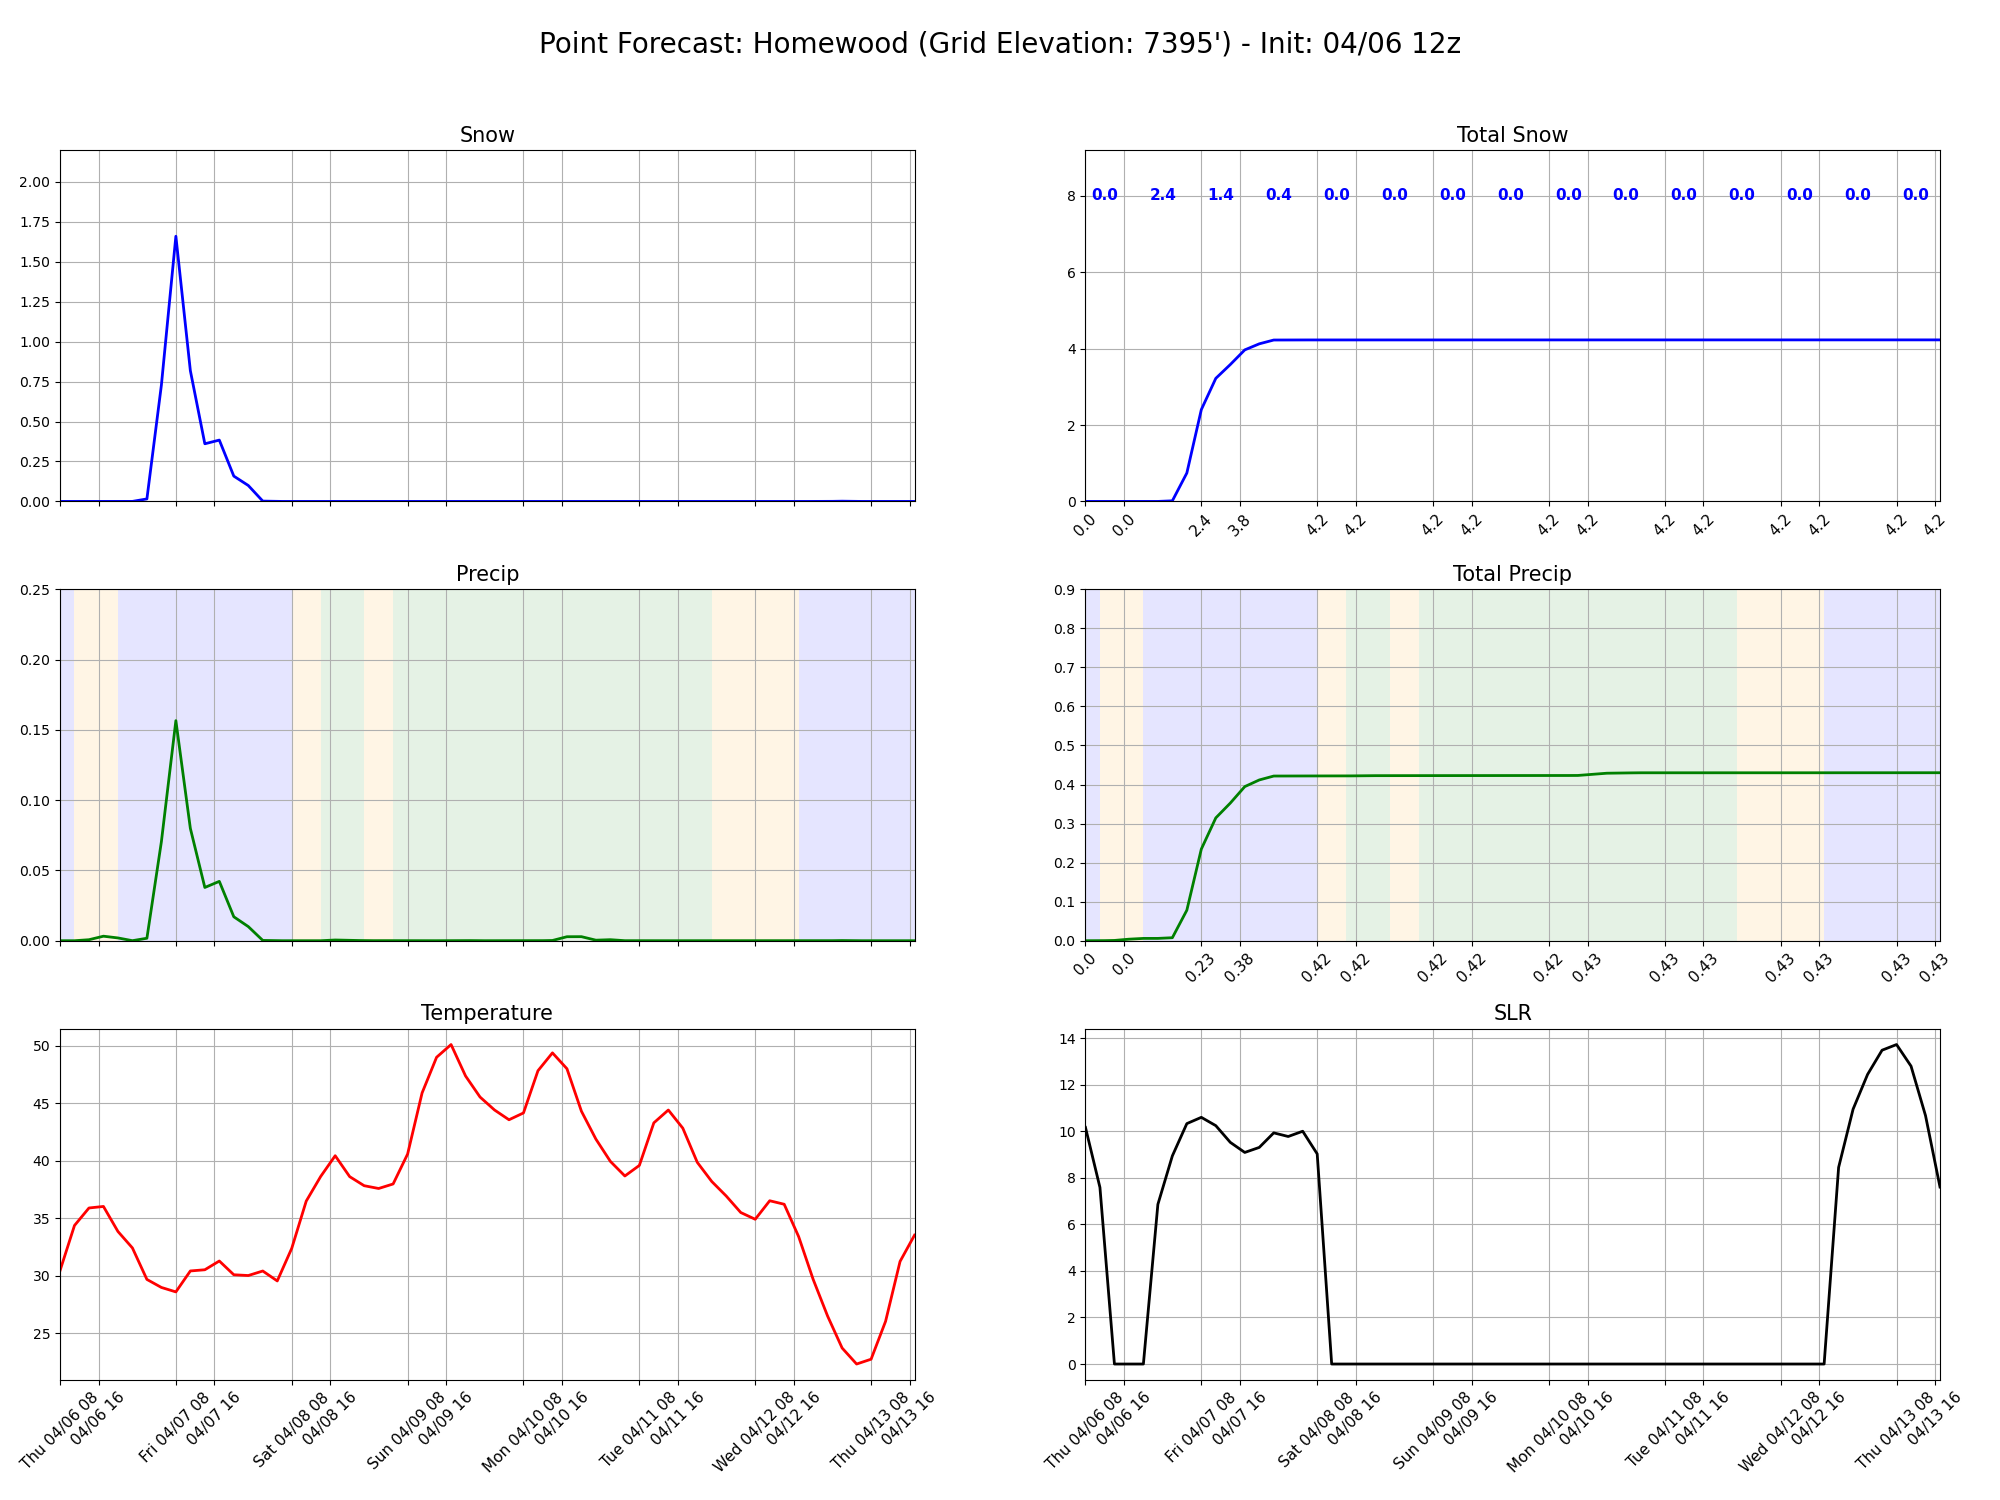 Point Forecast: Homewood (Grid Elevation: 7395') - Init: 04/06 12z
Snow
2.00
1.75
1.50
1.25
1.00
0.75
0.50
0.25
0.00
Total Snow
8
6
4
2
0
0.0 2.4 1.4 0.4 0.0 0.0 0.0 0.0 0.0 0.0 0.0 0.0 0.0 0.0 0.0
0.0 0.0 2.4 3.8 4.2 4.2 4.2 4.2 4.2 4.2 4.2 4.2 4.2 4.2 4.2 4.2
Precip
0.25
0.20
0.15
0.10
0.05
0.00
Total Precip
0.9
0.8
0.7
0.6
0.5
0.4
0.3
0.2
0.1
0.0
0.0 0.0 0.23 0.38 0.42 0.42 0.42 0.42 0.42 0.43 0.43 0.43 0.43 0.43 0.43 0.43
Temperature
50
45
40
35
30
25
Thu 04/06 08
04/06 16
Fri 04/07 08
04/07 16
Sat 04/08 08
04/08 16
Sun 04/09 08
04/09 16
Mon 04/10 08
04/10 16
Tue 04/11 08
04/11 16
Wed 04/12 08
04/12 16
Thu 04/13 08
04/13 16
SLR
14
12
10
8
6
4
2
0
Thu 04/06 08
04/06 16
Fri 04/07 08
04/07 16
Sat 04/08 08
04/08 16
Sun 04/09 08
04/09 16
Mon 04/10 08
04/10 16
Tue 04/11 08
04/11 16
Wed 04/12 08
04/12 16
Thu 04/13 08
04/13 16